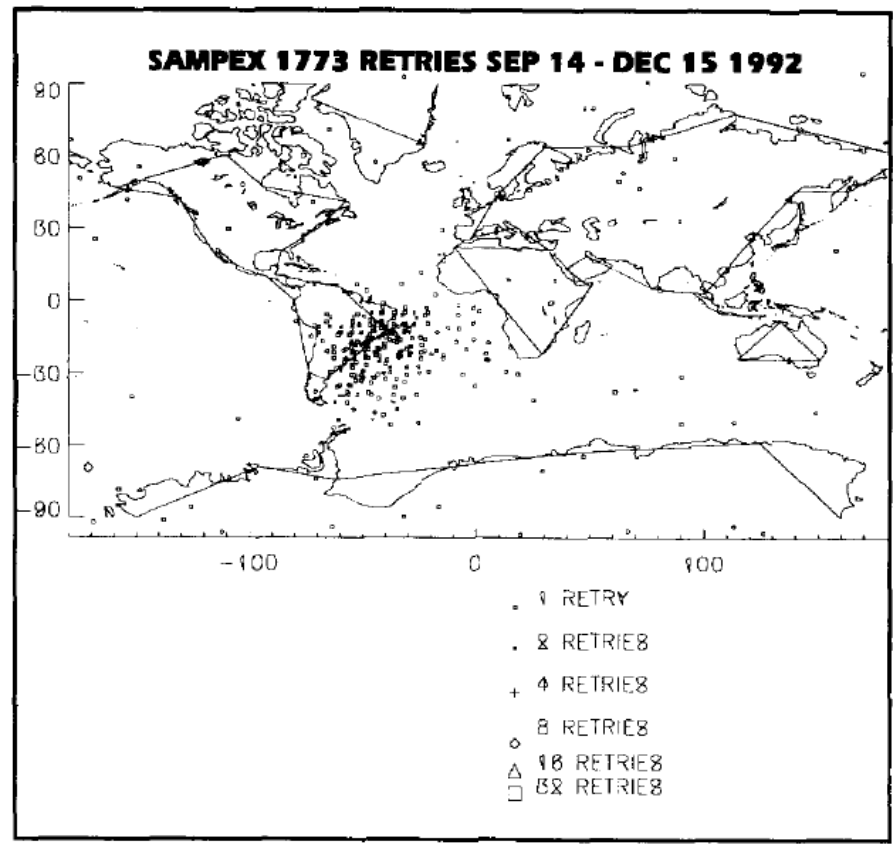 SAMPEX 1773 RETRIES SEP 14 - DEC 15 1992
90
60
30
0
-30
-60
-90
-100 0 100
1 RETRY
2 RETRIES
4 RETRIES
8 RETRIES
16 RETRIES
32 RETRIES